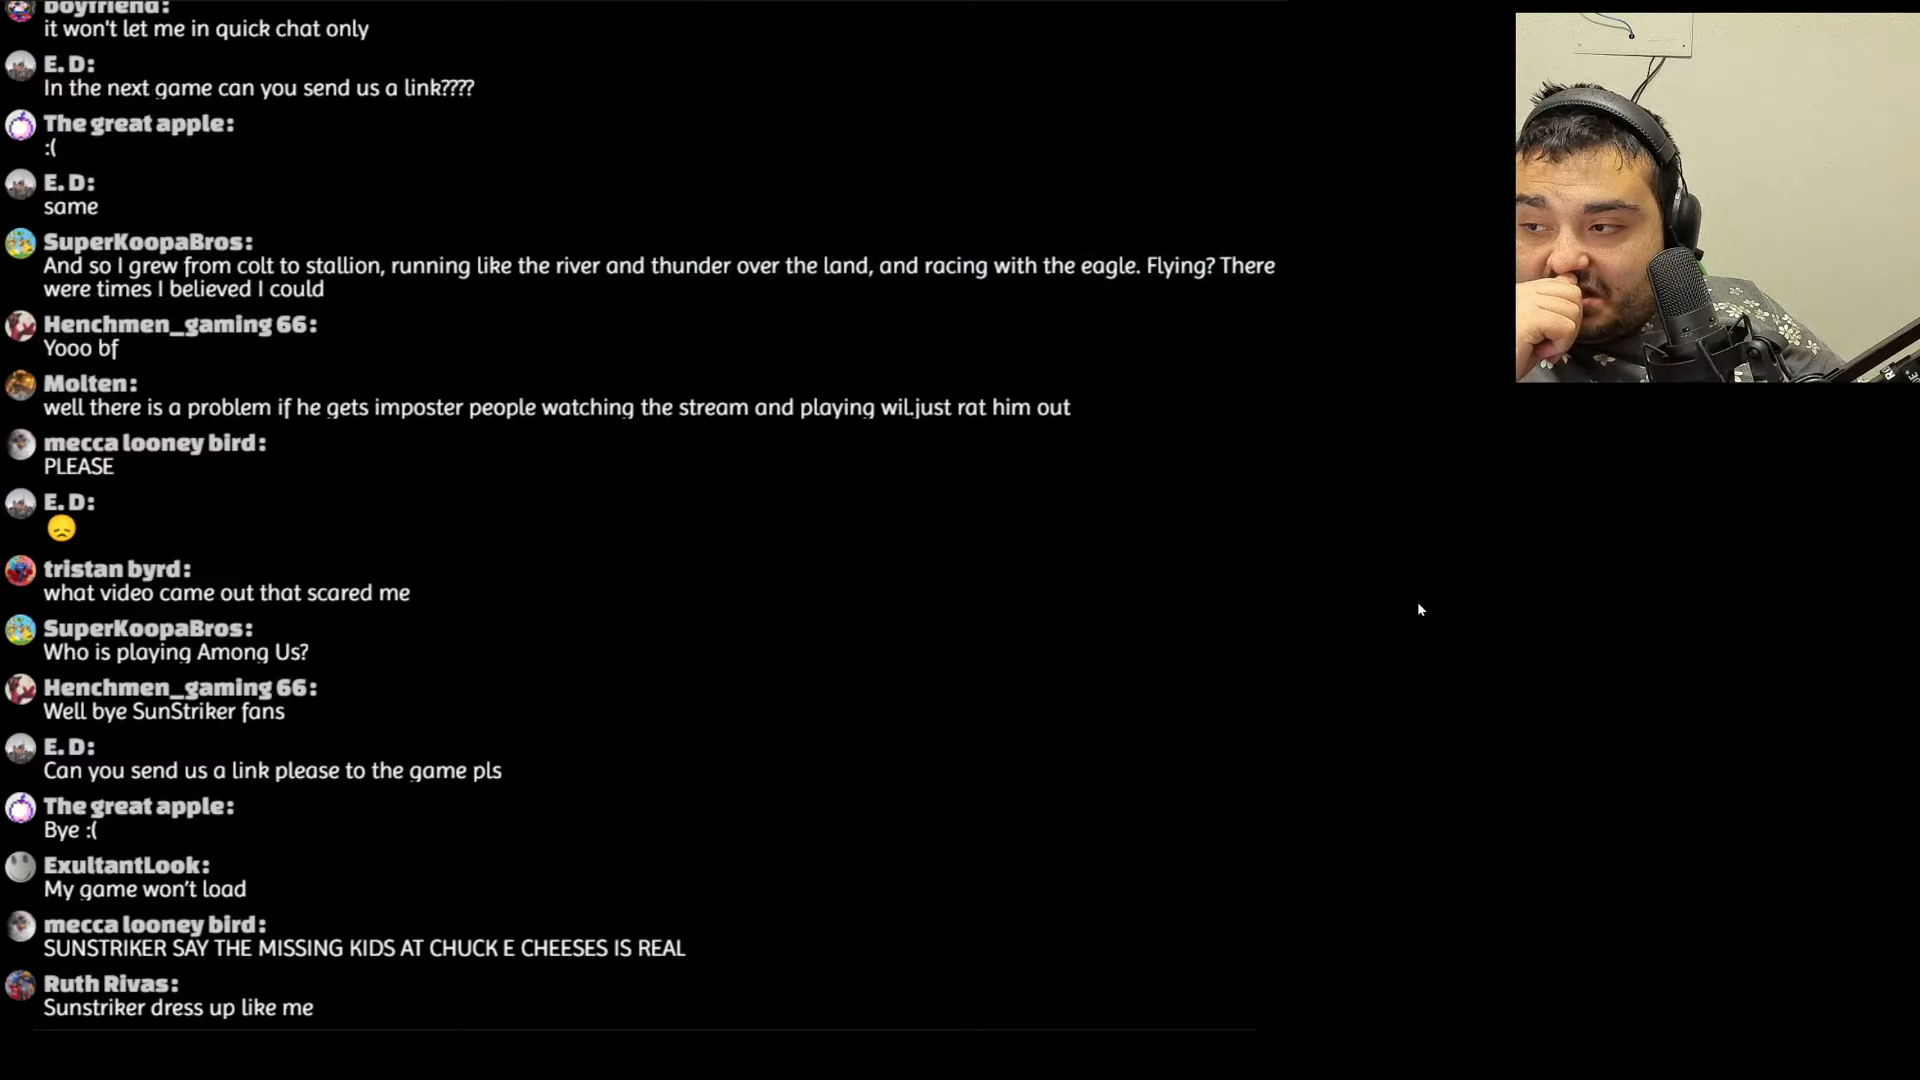 boyfriend:
it won't let me in quick chat only
E. D:
In the next game can you send us a link????
The great apple:
:(
E. D:
same
SuperKoopaBros:
And so I grew from colt to stallion, running like the river and thunder over the land, and racing with the eagle. Flying? There
were times I believed I could
Henchmen_gaming 66:
Yooo bf
Molten:
well there is a problem if he gets imposter people watching the stream and playing wil.just rat him out
mecca looney bird:
PLEASE
E. D:
😞
tristan byrd:
what video came out that scared me
SuperKoopaBros:
Who is playing Among Us?
Henchmen_gaming 66:
Well bye SunStriker fans
E. D:
Can you send us a link please to the game pls
The great apple:
Bye :(
ExultantLook:
My game won't load
mecca looney bird:
SUNSTRIKER SAY THE MISSING KIDS AT CHUCK E CHEESES IS REAL
Ruth Rivas:
Sunstriker dress up like me